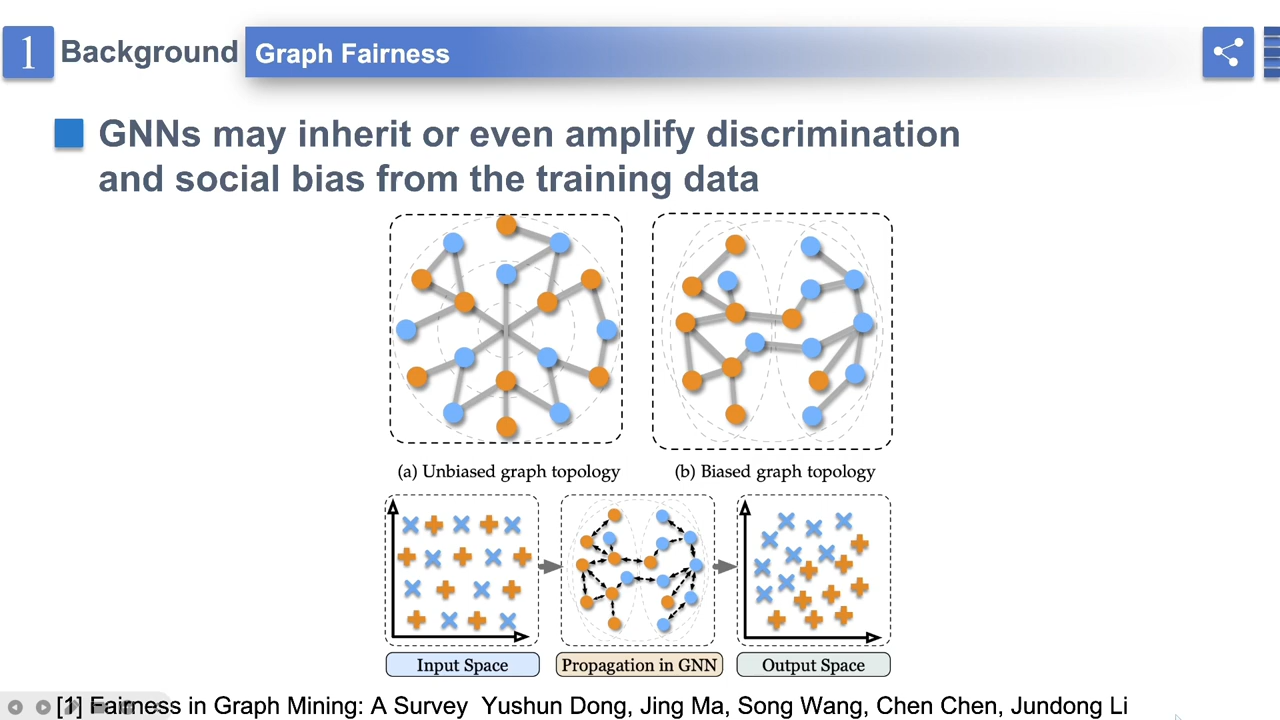 1 Background Graph Fairness
GNNs may inherit or even amplify discrimination
and social bias from the training data
(a) Unbiased graph topology (b) Biased graph topology
Input Space Propagation in GNN Output Space
[1] Fairness in Graph Mining: A Survey Yushun Dong, Jing Ma, Song Wang, Chen Chen, Jundong Li